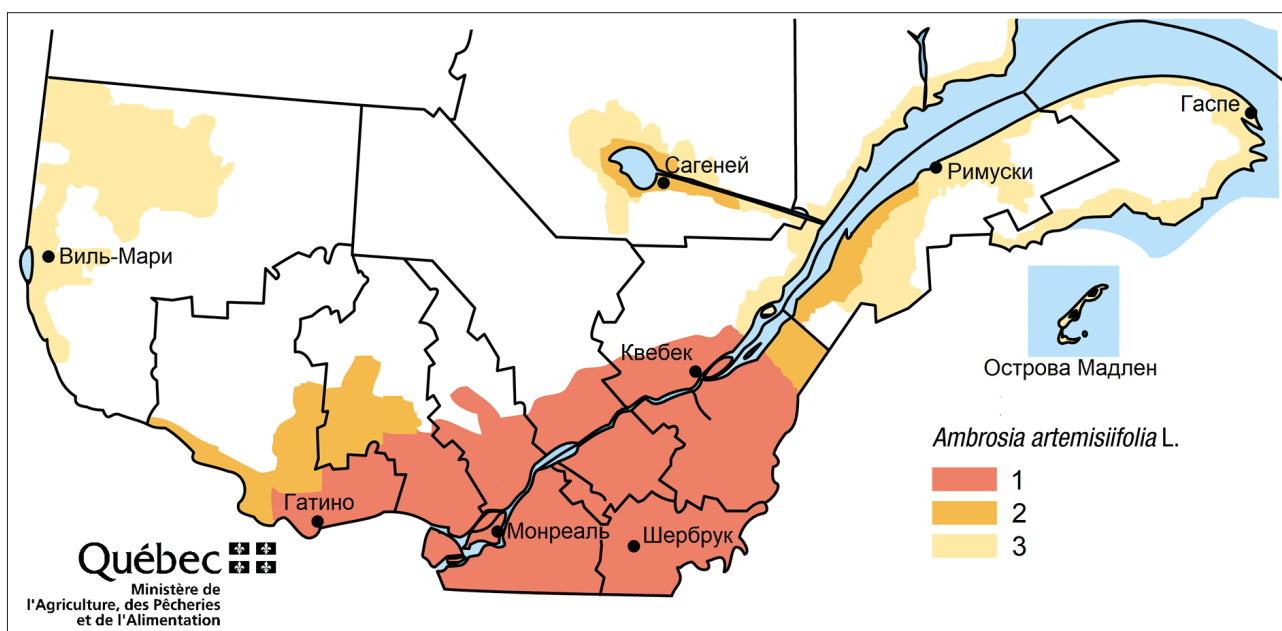 Гаспе
Сагеней
Римуски
Виль-Мари
Квебек
Острова Мадлен
Ambrosia artemisiifolia L.
1
2
3
Гатино
Монреаль
Шербрук
Québec
Ministère de
l'Agriculture, des Pêcheries
et de l'Alimentation